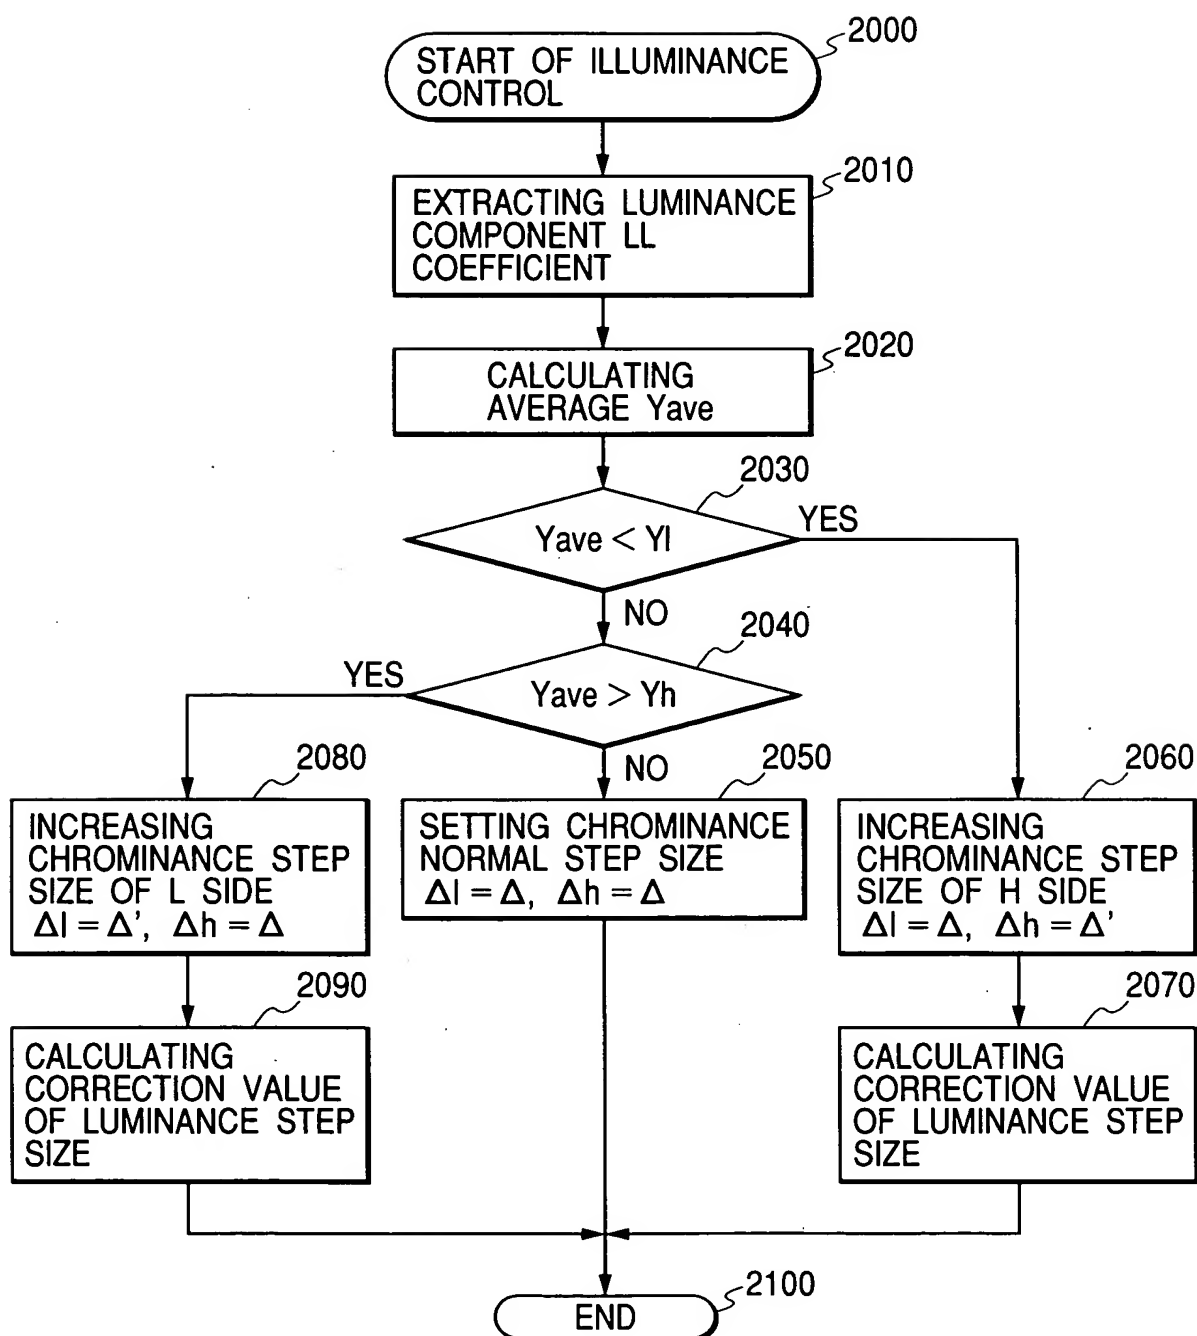 2000
START OF ILLUMINANCE
CONTROL
2010
EXTRACTING LUMINANCE
COMPONENT LL
COEFFICIENT
2020
CALCULATING
AVERAGE Yave
2030
Yave < Yl
YES
NO
2040
Yave > Yh
YES
NO
2080
INCREASING
CHROMINANCE STEP
SIZE OF L SIDE
Δl = Δ', Δh = Δ
2050
SETTING CHROMINANCE
NORMAL STEP SIZE
Δl = Δ, Δh = Δ
2060
INCREASING
CHROMINANCE STEP
SIZE OF H SIDE
Δl = Δ, Δh = Δ'
2090
CALCULATING
CORRECTION VALUE
OF LUMINANCE STEP
SIZE
2070
CALCULATING
CORRECTION VALUE
OF LUMINANCE STEP
SIZE
2100
END